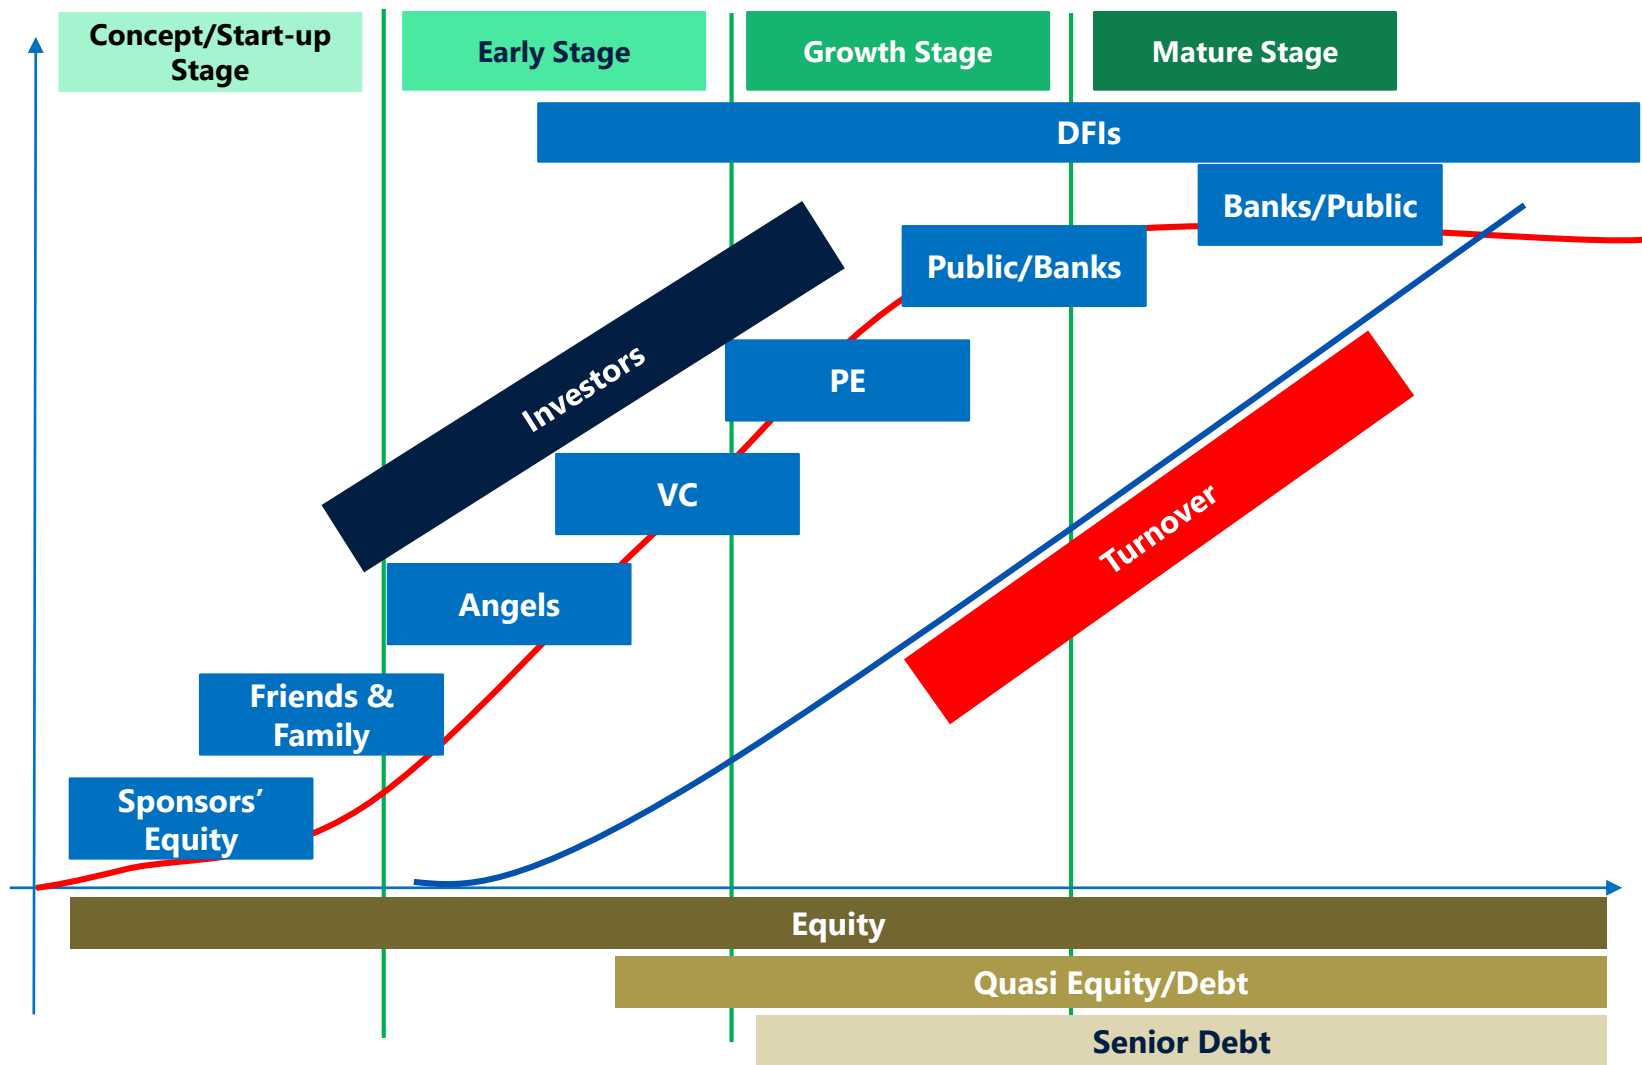 Concept/Start-up
Stage
Early Stage
Growth Stage
Mature Stage
DFIs
Banks/Public
Public/Banks
Investors
PE
VC
Turnover
Angels
Friends &
Family
Sponsors’
Equity
Equity
Quasi Equity/Debt
Senior Debt